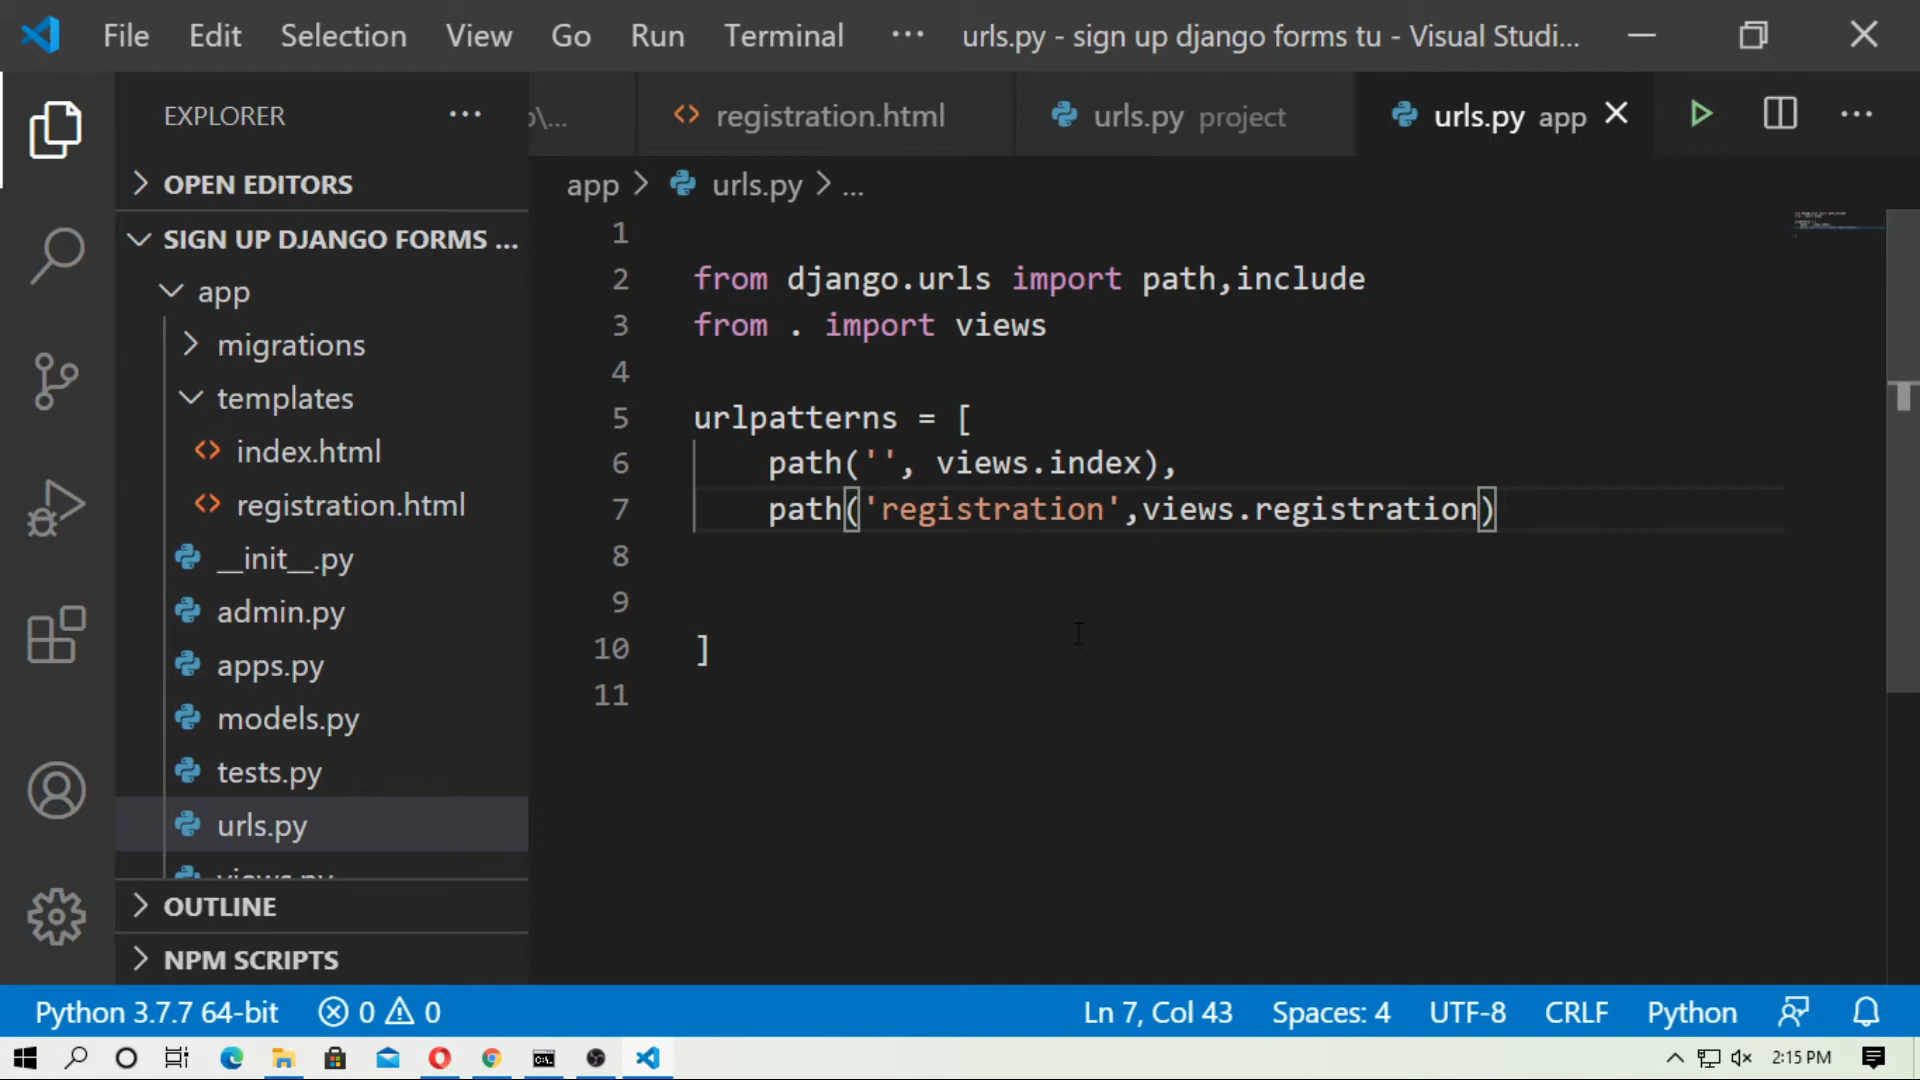 File Edit Selection View Go Run Terminal ··· urls.py - sign up django forms tu - Visual Studi...
EXPLORER ···
registration.html
urls.py project
urls.py app
OPEN EDITORS
app > urls.py > ...
SIGN UP DJANGO FORMS ...
app
migrations
templates
index.html
registration.html
__init__.py
admin.py
apps.py
models.py
tests.py
urls.py
views.py
OUTLINE
NPM SCRIPTS
1
2 from django.urls import path,include
3 from . import views
4
5 urlpatterns = [
6 path('', views.index),
7 path('registration',views.registration)
8
9
10 ]
11
Python 3.7.7 64-bit 0 0 Ln 7, Col 43 Spaces: 4 UTF-8 CRLF Python
2:15 PM